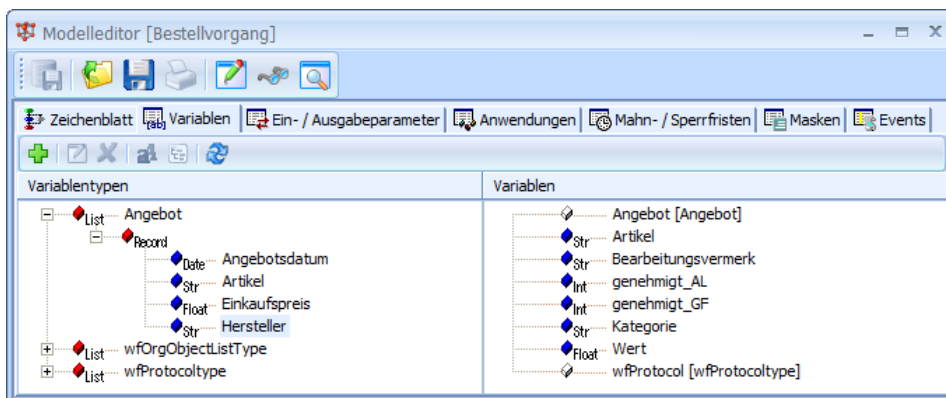 Modelleditor [Bestellvorgang]
Zeichenblatt Variablen Ein- / Ausgabeparameter Anwendungen Mahn- / Sperrfristen Masken Events
Variablentypen
List Angebot
Record
Date Angebotsdatum
Str Artikel
Float Einkaufspreis
Str Hersteller
List wfOrgObjectListType
List wfProtocoltype
Variablen
Angebot [Angebot]
Str Artikel
Str Bearbeitungsvermerk
Int genehmigt_AL
Int genehmigt_GF
Str Kategorie
Float Wert
wfProtocol [wfProtocoltype]